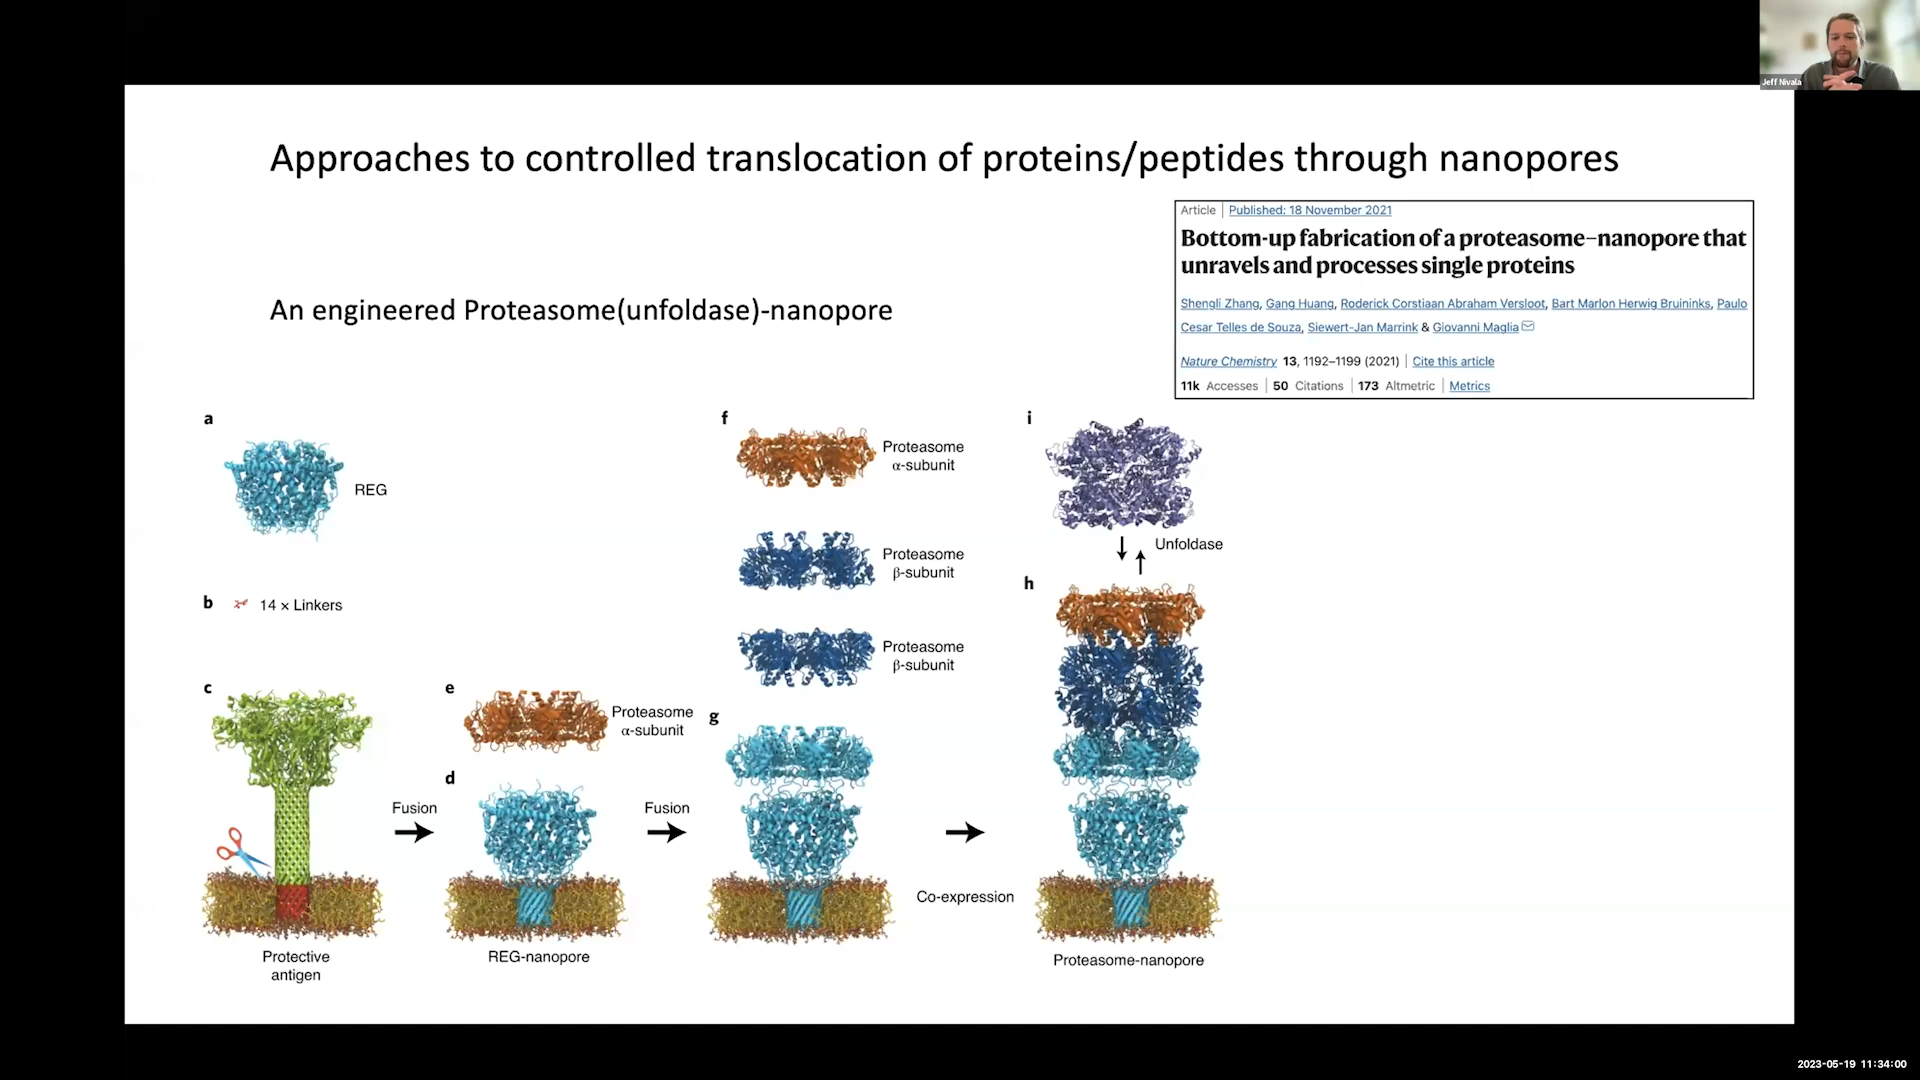 Jeff Nivala
Approaches to controlled translocation of proteins/peptides through nanopores
Article | Published: 18 November 2021
Bottom-up fabrication of a proteasome–nanopore that
unravels and processes single proteins
Shengli Zhang, Gang Huang, Roderick Corstiaan Abraham Versloot, Bart Marlon Herwig Bruininks, Paulo
Cesar Telles de Souza, Siewert-Jan Marrink & Giovanni Maglia
Nature Chemistry 13, 1192–1199 (2021) | Cite this article
11k Accesses | 50 Citations | 173 Altmetric | Metrics
An engineered Proteasome(unfoldase)-nanopore
a
REG
b
14 × Linkers
c
Protective
antigen
Fusion
e
Proteasome
α-subunit
d
REG-nanopore
Fusion
f
Proteasome
α-subunit
Proteasome
β-subunit
Proteasome
β-subunit
g
Co-expression
i
Unfoldase
h
Proteasome-nanopore
2023-05-19 11:34:00